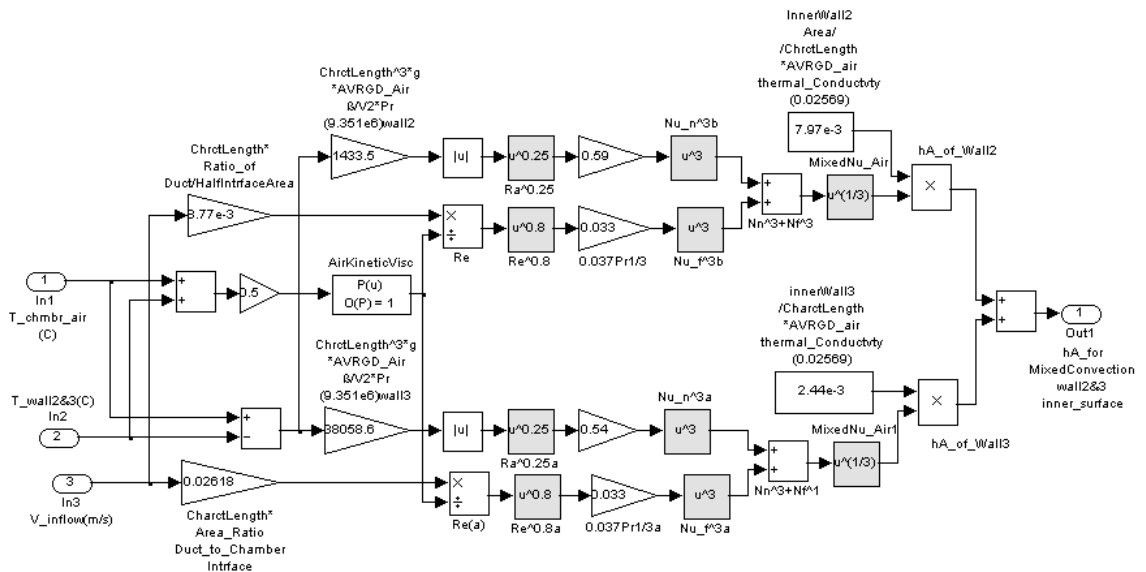 InnerWall2
Area/
/ChrctLength
*AVRGD_air
thermal_Conductvty
(0.02569)
7.97e-3
ChrctLength^3*g
*AVRGD_Air
ß/V2*Pr
(9.351e6)wall2
1433.5
|u|
u^0.25
Ra^0.25
0.59
Nu_n^3b
u^3
hA_of_Wall2
×
MixedNu_Air
u^(1/3)
ChrctLength*
Ratio_of
Duct/HalfIntrfaceArea
8.77e-3
×
÷
Re
u^0.8
Re^0.8
0.033
0.037Pr1/3
u^3
Nu_f^3b
+
+
Nn^3+Nf^3
1
In1
T_chmbr_air
(C)
+
+
0.5
AirKineticVisc
P(u)
O(P) = 1
innerWall3
/CharctLength
*AVRGD_air
thermal_Conductvty
(0.02569)
2.44e-3
+
+
1
Out1
hA_for
MixedConvection
wall2&3
inner_surface
ChrctLength^3*g
*AVRGD_Air
ß/V2*Pr
(9.351e6)wall3
38058.6
T_wall2&3(C)
In2
2
+
−
|u|
u^0.25
Ra^0.25a
0.54
Nu_n^3a
u^3
MixedNu_Air1
u^(1/3)
×
hA_of_Wall3
+
+
Nn^3+Nf^1
3
In3
V_inflow(m/s)
0.02618
CharctLength*
Area_Ratio
Duct_to_Chamber
Intrface
×
÷
Re(a)
u^0.8
Re^0.8a
0.033
0.037Pr1/3a
u^3
Nu_f^3a